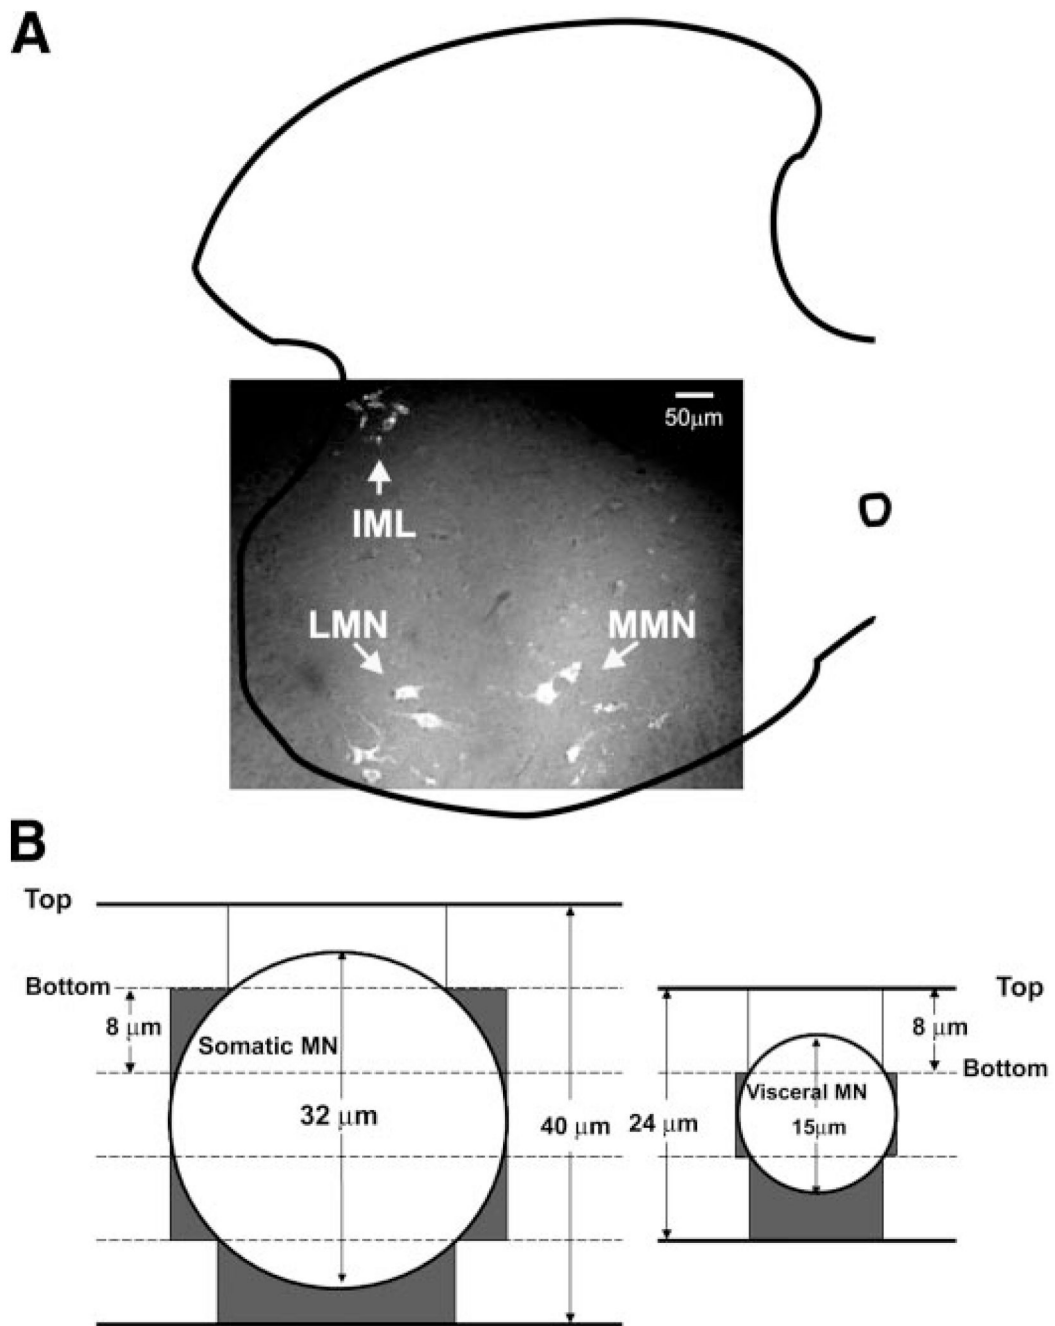 A
50µm
IML
LMN
MMN
B
Top
Bottom
8 µm
Somatic MN
32 µm
40 µm
24 µm
Top
8 µm
Bottom
Visceral MN
15µm